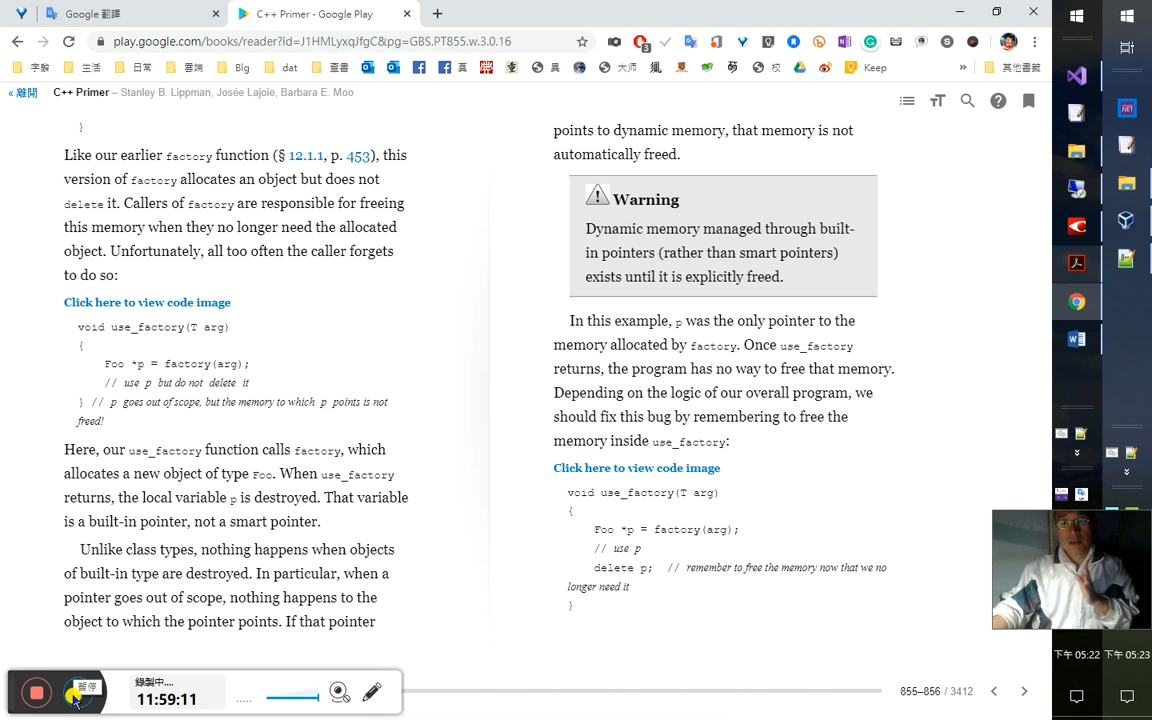 Google 翻譯
C++ Primer - Google Play
play.google.com/books/reader?id=J1HMLyxqJfgC&pg=GBS.PT855.w.3.0.16
3
字辭
生活
日常
雲端
Blg
dat
查書
真
異
大师
萌
校
Keep
»
其他書籤
« 離開
C++ Primer – Stanley B. Lippman, Josée Lajoie, Barbara E. Moo
}
Like our earlier factory function (§ 12.1.1, p. 453), this
version of factory allocates an object but does not
delete it. Callers of factory are responsible for freeing
this memory when they no longer need the allocated
object. Unfortunately, all too often the caller forgets
to do so:
Click here to view code image
void use_factory(T arg)
{
Foo *p = factory(arg);
// use p but do not delete it
} // p goes out of scope, but the memory to which p points is not
freed!
Here, our use_factory function calls factory, which
allocates a new object of type Foo. When use_factory
returns, the local variable p is destroyed. That variable
is a built-in pointer, not a smart pointer.
Unlike class types, nothing happens when objects
of built-in type are destroyed. In particular, when a
pointer goes out of scope, nothing happens to the
object to which the pointer points. If that pointer
points to dynamic memory, that memory is not
automatically freed.
Warning
Dynamic memory managed through built-
in pointers (rather than smart pointers)
exists until it is explicitly freed.
In this example, p was the only pointer to the
memory allocated by factory. Once use_factory
returns, the program has no way to free that memory.
Depending on the logic of our overall program, we
should fix this bug by remembering to free the
memory inside use_factory:
Click here to view code image
void use_factory(T arg)
{
Foo *p = factory(arg);
// use p
delete p; // remember to free the memory now that we no
longer need it
}
855–856 / 3412
暫停
錄製中....
11:59:11
下午 05:22
下午 05:23